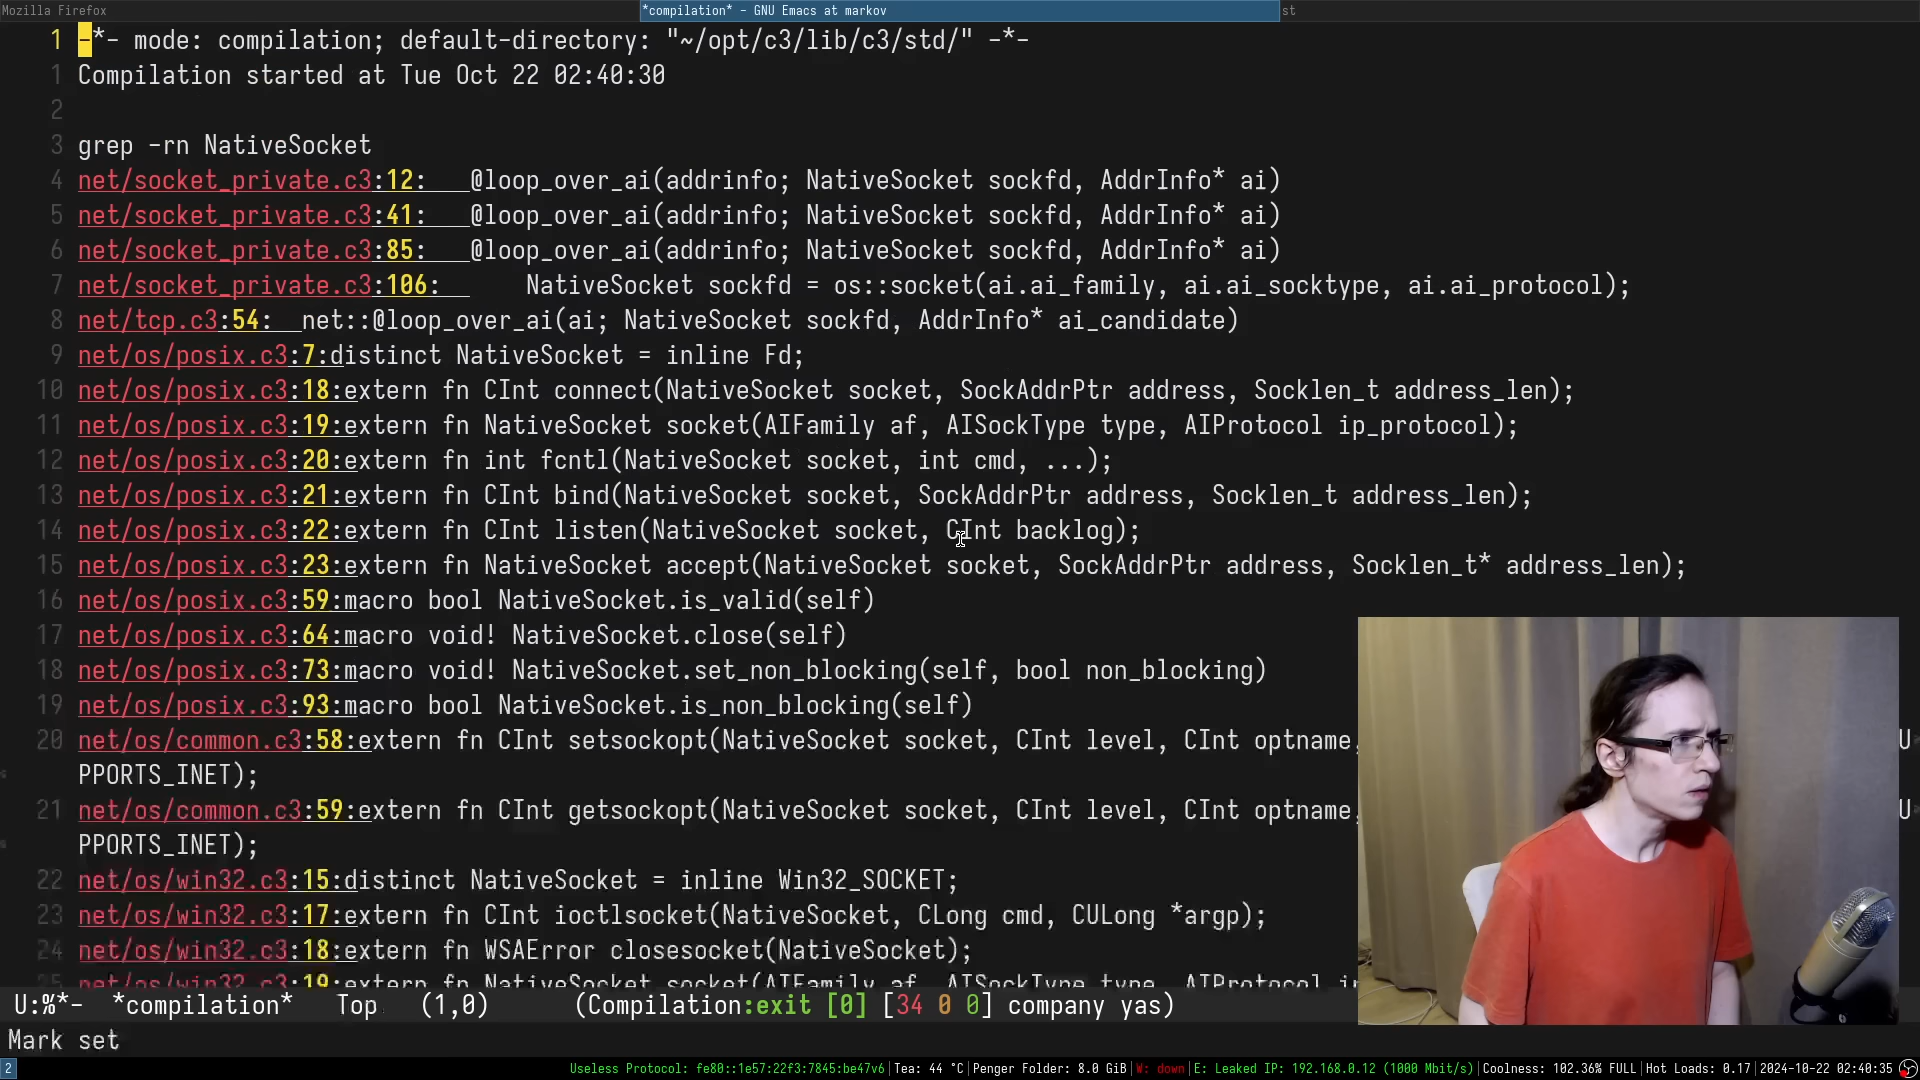 Mozilla Firefox
*compilation* - GNU Emacs at markov
st
1 -*- mode: compilation; default-directory: "~/opt/c3/lib/c3/std/" -*-
1 Compilation started at Tue Oct 22 02:40:30
2
3 grep -rn NativeSocket
4 net/socket_private.c3:12: @loop_over_ai(addrinfo; NativeSocket sockfd, AddrInfo* ai)
5 net/socket_private.c3:41: @loop_over_ai(addrinfo; NativeSocket sockfd, AddrInfo* ai)
6 net/socket_private.c3:85: @loop_over_ai(addrinfo; NativeSocket sockfd, AddrInfo* ai)
7 net/socket_private.c3:106: NativeSocket sockfd = os::socket(ai.ai_family, ai.ai_socktype, ai.ai_protocol);
8 net/tcp.c3:54: net::@loop_over_ai(ai; NativeSocket sockfd, AddrInfo* ai_candidate)
9 net/os/posix.c3:7:distinct NativeSocket = inline Fd;
10 net/os/posix.c3:18:extern fn CInt connect(NativeSocket socket, SockAddrPtr address, Socklen_t address_len);
11 net/os/posix.c3:19:extern fn NativeSocket socket(AIFamily af, AISockType type, AIProtocol ip_protocol);
12 net/os/posix.c3:20:extern fn int fcntl(NativeSocket socket, int cmd, ...);
13 net/os/posix.c3:21:extern fn CInt bind(NativeSocket socket, SockAddrPtr address, Socklen_t address_len);
14 net/os/posix.c3:22:extern fn CInt listen(NativeSocket socket, CInt backlog);
15 net/os/posix.c3:23:extern fn NativeSocket accept(NativeSocket socket, SockAddrPtr address, Socklen_t* address_len);
16 net/os/posix.c3:59:macro bool NativeSocket.is_valid(self)
17 net/os/posix.c3:64:macro void! NativeSocket.close(self)
18 net/os/posix.c3:73:macro void! NativeSocket.set_non_blocking(self, bool non_blocking)
19 net/os/posix.c3:93:macro bool NativeSocket.is_non_blocking(self)
20 net/os/common.c3:58:extern fn CInt setsockopt(NativeSocket socket, CInt level, CInt optname, U
PPORTS_INET);
21 net/os/common.c3:59:extern fn CInt getsockopt(NativeSocket socket, CInt level, CInt optname, U
PPORTS_INET);
22 net/os/win32.c3:15:distinct NativeSocket = inline Win32_SOCKET;
23 net/os/win32.c3:17:extern fn CInt ioctlsocket(NativeSocket, CLong cmd, CULong *argp);
24 net/os/win32.c3:18:extern fn WSAError closesocket(NativeSocket);
25 net/os/win32.c3:19:extern fn NativeSocket socket(AIFamily af, AISockType type, AIProtocol
U:%*- *compilation* Top (1,0) (Compilation:exit [0] [34 0 0] company yas)
Mark set
2 Useless Protocol: fe80::1e57:22f3:7845:be47v6|Tea: 44 °C|Penger Folder: 8.0 GiB|W: down|E: Leaked IP: 192.168.0.12 (1000 Mbit/s)|Coolness: 102.36% FULL|Hot Loads: 0.17|2024-10-22 02:40:35